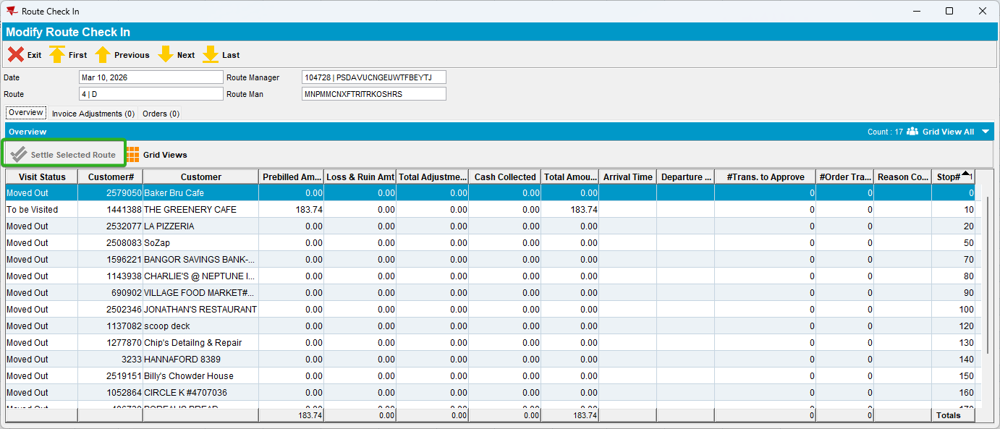 Route Check In
Modify Route Check In
Exit First Previous Next Last
Date Mar 10, 2026 Route Manager 104728 | PSDAVUCNGEIJWTFBEYTJ
Route 4 | D Route Man MNPMMCNXFTRITRKOSHRS
Overview Invoice Adjustments (0) Orders (0)
Overview Count : 17 Grid View All
Settle Selected Route Grid Views
Visit Status Customer# Customer Prebilled Am... Loss & Ruin Amt Total Adjustme... Cash Collected Total Amou... Arrival Time Departure ... #Trans. to Approve #Order Tra... Reason Co... Stop# 1
Moved Out 2579050 Baker Bru Cafe 0.00 0.00 0.00 0.00 0.00 0 0 0
To be Visited 1441388 THE GREENERY CAFE 183.74 0.00 0.00 0.00 183.74 0 0 10
Moved Out 2532077 LA PIZZERIA 0.00 0.00 0.00 0.00 0.00 0 0 20
Moved Out 2508083 SoZap 0.00 0.00 0.00 0.00 0.00 0 0 50
Moved Out 1596221 BANGOR SAVINGS BANK-... 0.00 0.00 0.00 0.00 0.00 0 0 70
Moved Out 1143938 CHARLIE'S @ NEPTUNE I... 0.00 0.00 0.00 0.00 0.00 0 0 80
Moved Out 690902 VILLAGE FOOD MARKET#... 0.00 0.00 0.00 0.00 0.00 0 0 90
Moved Out 2502346 JONATHAN'S RESTAURANT 0.00 0.00 0.00 0.00 0.00 0 0 100
Moved Out 1137082 scoop deck 0.00 0.00 0.00 0.00 0.00 0 0 120
Moved Out 1277870 Chip's Detailng & Repair 0.00 0.00 0.00 0.00 0.00 0 0 130
Moved Out 3233 HANNAFORD 8389 0.00 0.00 0.00 0.00 0.00 0 0 140
Moved Out 2519151 Billy's Chowder House 0.00 0.00 0.00 0.00 0.00 0 0 150
Moved Out 1052864 CIRCLE K #4707036 0.00 0.00 0.00 0.00 0.00 0 0 160
183.74 0.00 0.00 0.00 183.74 0 0 Totals